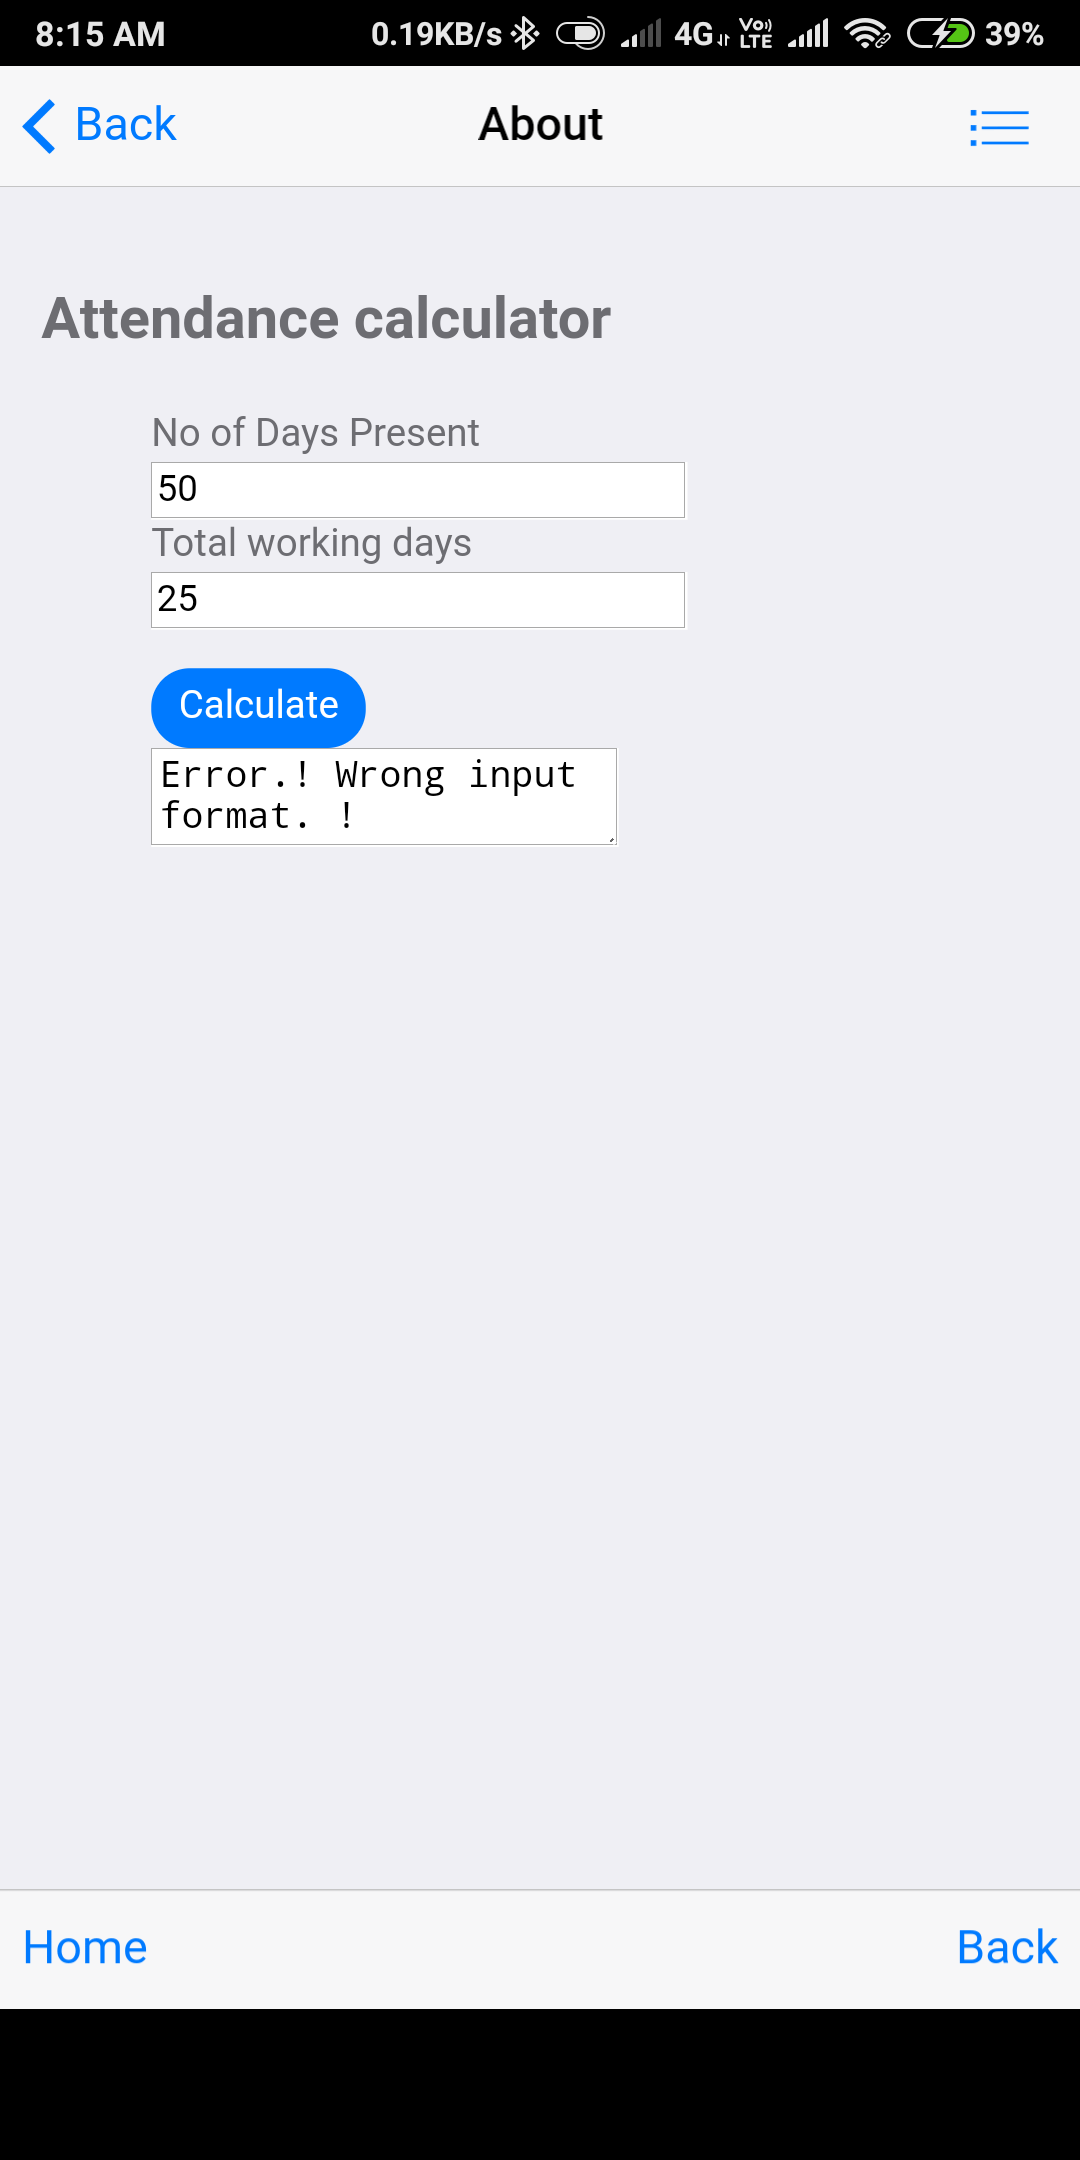 8:15 AM 0.19KB/s 4G Vo)) LTE 39%
Back About
Attendance calculator
No of Days Present
50
Total working days
25
Calculate
Error.! Wrong input
format. !
Home Back